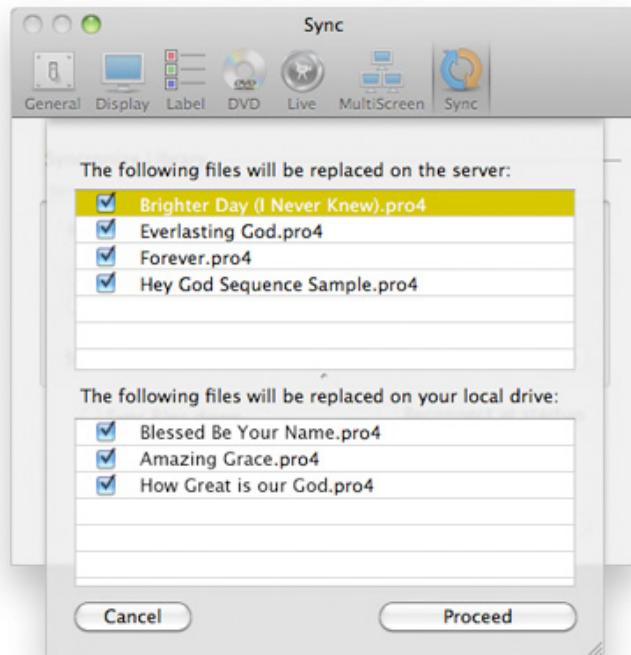 Sync
General Display Label DVD Live MultiScreen Sync
The following files will be replaced on the server:
Brighter Day (I Never Knew).pro4
Everlasting God.pro4
Forever.pro4
Hey God Sequence Sample.pro4
The following files will be replaced on your local drive:
Blessed Be Your Name.pro4
Amazing Grace.pro4
How Great is our God.pro4
Cancel Proceed